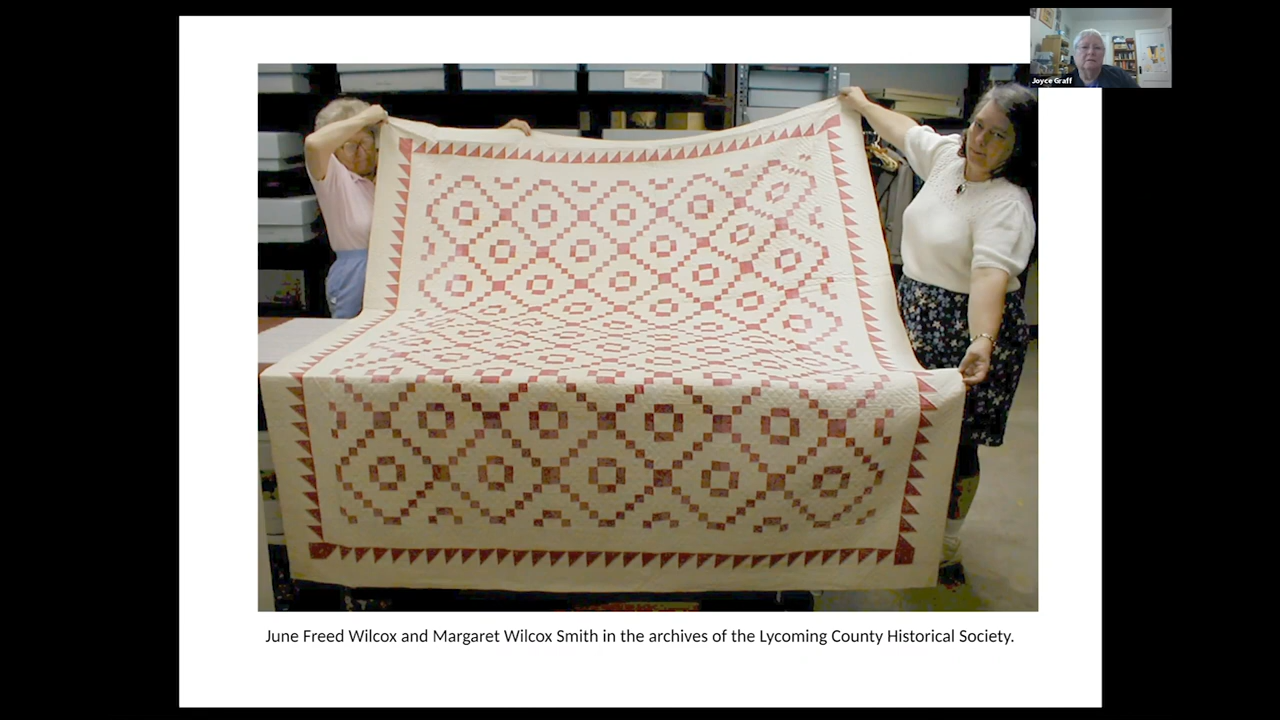 Joyce Graff
June Freed Wilcox and Margaret Wilcox Smith in the archives of the Lycoming County Historical Society.